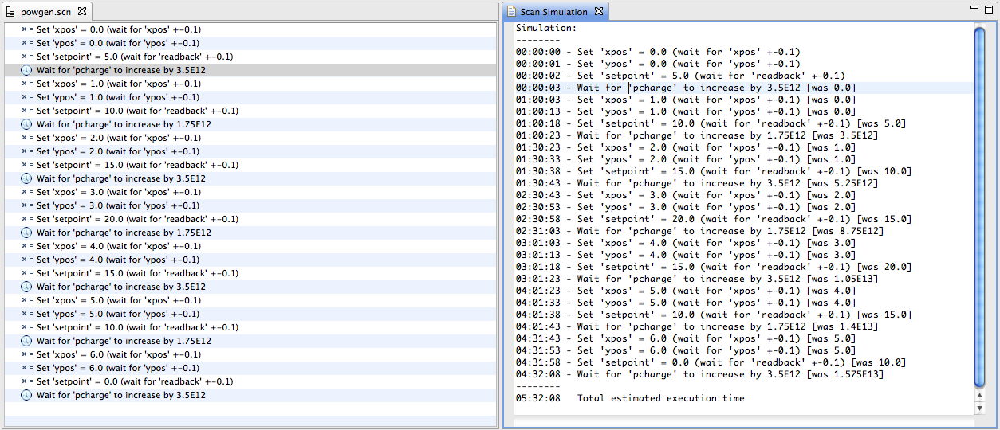 powgen.scn
Set 'xpos' = 0.0 (wait for 'xpos' +-0.1)
Set 'ypos' = 0.0 (wait for 'ypos' +-0.1)
Set 'setpoint' = 5.0 (wait for 'readback' +-0.1)
Wait for 'pcharge' to increase by 3.5E12
Set 'xpos' = 1.0 (wait for 'xpos' +-0.1)
Set 'ypos' = 1.0 (wait for 'ypos' +-0.1)
Set 'setpoint' = 10.0 (wait for 'readback' +-0.1)
Wait for 'pcharge' to increase by 1.75E12
Set 'xpos' = 2.0 (wait for 'xpos' +-0.1)
Set 'ypos' = 2.0 (wait for 'ypos' +-0.1)
Set 'setpoint' = 15.0 (wait for 'readback' +-0.1)
Wait for 'pcharge' to increase by 3.5E12
Set 'xpos' = 3.0 (wait for 'xpos' +-0.1)
Set 'ypos' = 3.0 (wait for 'ypos' +-0.1)
Set 'setpoint' = 20.0 (wait for 'readback' +-0.1)
Wait for 'pcharge' to increase by 1.75E12
Set 'xpos' = 4.0 (wait for 'xpos' +-0.1)
Set 'ypos' = 4.0 (wait for 'ypos' +-0.1)
Set 'setpoint' = 15.0 (wait for 'readback' +-0.1)
Wait for 'pcharge' to increase by 3.5E12
Set 'xpos' = 5.0 (wait for 'xpos' +-0.1)
Set 'ypos' = 5.0 (wait for 'ypos' +-0.1)
Set 'setpoint' = 10.0 (wait for 'readback' +-0.1)
Wait for 'pcharge' to increase by 1.75E12
Set 'xpos' = 6.0 (wait for 'xpos' +-0.1)
Set 'ypos' = 6.0 (wait for 'ypos' +-0.1)
Set 'setpoint' = 0.0 (wait for 'readback' +-0.1)
Wait for 'pcharge' to increase by 3.5E12
Scan Simulation
Simulation:
--------
00:00:00 - Set 'xpos' = 0.0 (wait for 'xpos' +-0.1)
00:00:01 - Set 'ypos' = 0.0 (wait for 'ypos' +-0.1)
00:00:02 - Set 'setpoint' = 5.0 (wait for 'readback' +-0.1)
00:00:03 - Wait for 'pcharge' to increase by 3.5E12 [was 0.0]
01:00:03 - Set 'xpos' = 1.0 (wait for 'xpos' +-0.1) [was 0.0]
01:00:13 - Set 'ypos' = 1.0 (wait for 'ypos' +-0.1) [was 0.0]
01:00:18 - Set 'setpoint' = 10.0 (wait for 'readback' +-0.1) [was 5.0]
01:00:23 - Wait for 'pcharge' to increase by 1.75E12 [was 3.5E12]
01:30:23 - Set 'xpos' = 2.0 (wait for 'xpos' +-0.1) [was 1.0]
01:30:33 - Set 'ypos' = 2.0 (wait for 'ypos' +-0.1) [was 1.0]
01:30:38 - Set 'setpoint' = 15.0 (wait for 'readback' +-0.1) [was 10.0]
01:30:43 - Wait for 'pcharge' to increase by 3.5E12 [was 5.25E12]
02:30:43 - Set 'xpos' = 3.0 (wait for 'xpos' +-0.1) [was 2.0]
02:30:53 - Set 'ypos' = 3.0 (wait for 'ypos' +-0.1) [was 2.0]
02:30:58 - Set 'setpoint' = 20.0 (wait for 'readback' +-0.1) [was 15.0]
02:31:03 - Wait for 'pcharge' to increase by 1.75E12 [was 8.75E12]
03:01:03 - Set 'xpos' = 4.0 (wait for 'xpos' +-0.1) [was 3.0]
03:01:13 - Set 'ypos' = 4.0 (wait for 'ypos' +-0.1) [was 3.0]
03:01:18 - Set 'setpoint' = 15.0 (wait for 'readback' +-0.1) [was 20.0]
03:01:23 - Wait for 'pcharge' to increase by 3.5E12 [was 1.05E13]
04:01:23 - Set 'xpos' = 5.0 (wait for 'xpos' +-0.1) [was 4.0]
04:01:33 - Set 'ypos' = 5.0 (wait for 'ypos' +-0.1) [was 4.0]
04:01:38 - Set 'setpoint' = 10.0 (wait for 'readback' +-0.1) [was 15.0]
04:01:43 - Wait for 'pcharge' to increase by 1.75E12 [was 1.4E13]
04:31:43 - Set 'xpos' = 6.0 (wait for 'xpos' +-0.1) [was 5.0]
04:31:53 - Set 'ypos' = 6.0 (wait for 'ypos' +-0.1) [was 5.0]
04:31:58 - Set 'setpoint' = 0.0 (wait for 'readback' +-0.1) [was 10.0]
04:32:08 - Wait for 'pcharge' to increase by 3.5E12 [was 1.575E13]
--------
05:32:08 Total estimated execution time